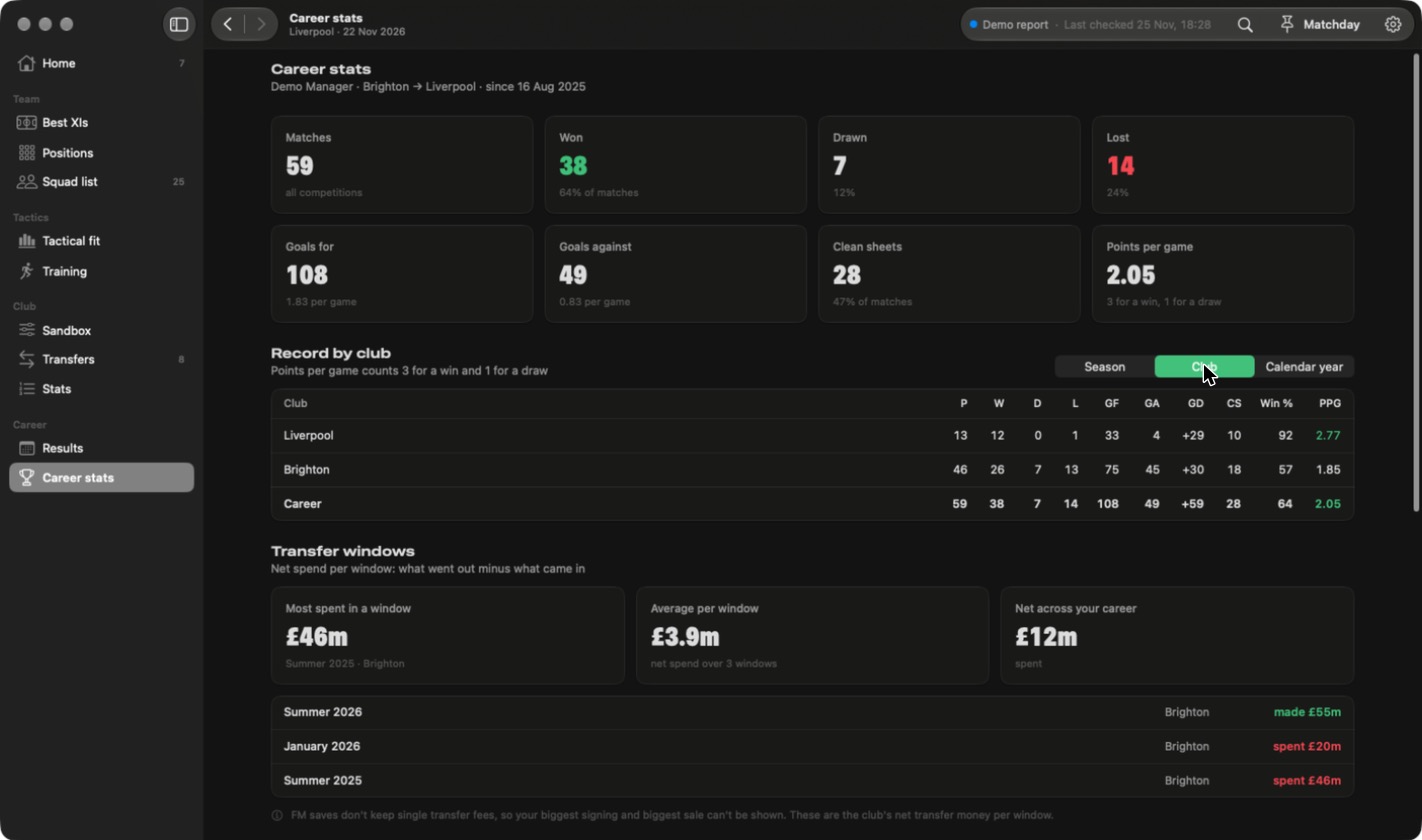 Career stats
Liverpool · 22 Nov 2026
Demo report · Last checked 25 Nov, 18:28
Matchday
Home 7
Team
Best XIs
Positions
Squad list 25
Tactics
Tactical fit
Training
Club
Sandbox
Transfers 8
Stats
Career
Results
Career stats
Career stats
Demo Manager · Brighton → Liverpool · since 16 Aug 2025
Matches
59
all competitions
Won
38
64% of matches
Drawn
7
12%
Lost
14
24%
Goals for
108
1.83 per game
Goals against
49
0.83 per game
Clean sheets
28
47% of matches
Points per game
2.05
3 for a win, 1 for a draw
Record by club
Points per game counts 3 for a win and 1 for a draw
Season Club Calendar year
Club P W D L GF GA GD CS Win % PPG
Liverpool 13 12 0 1 33 4 +29 10 92 2.77
Brighton 46 26 7 13 75 45 +30 18 57 1.85
Career 59 38 7 14 108 49 +59 28 64 2.05
Transfer windows
Net spend per window: what went out minus what came in
Most spent in a window
£46m
Summer 2025 · Brighton
Average per window
£3.9m
net spend over 3 windows
Net across your career
£12m
spent
Summer 2026 Brighton made £55m
January 2026 Brighton spent £20m
Summer 2025 Brighton spent £46m
FM saves don't keep single transfer fees, so your biggest signing and biggest sale can't be shown. These are the club's net transfer money per window.